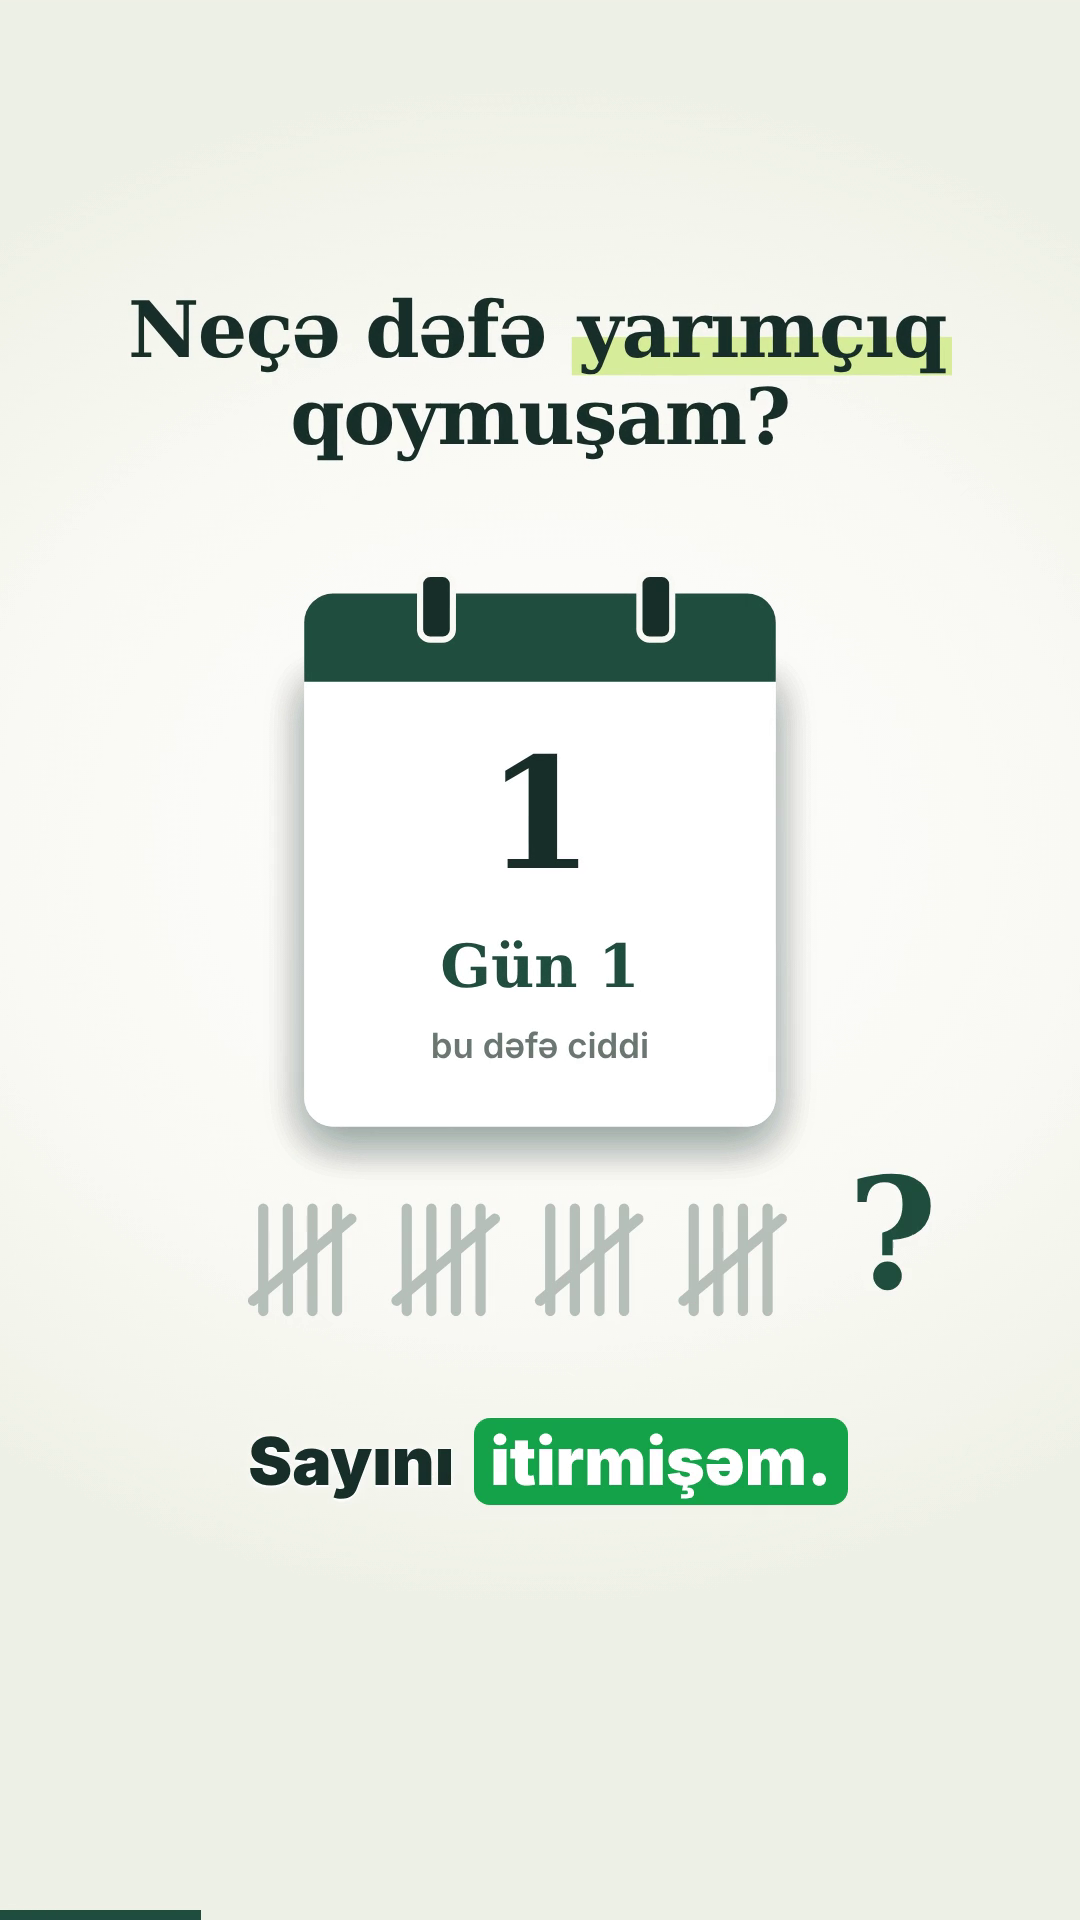 Neçə dəfə yarımçıq
qoymuşam?
1
Gün 1
bu dəfə ciddi
?
Sayını itirmişəm.